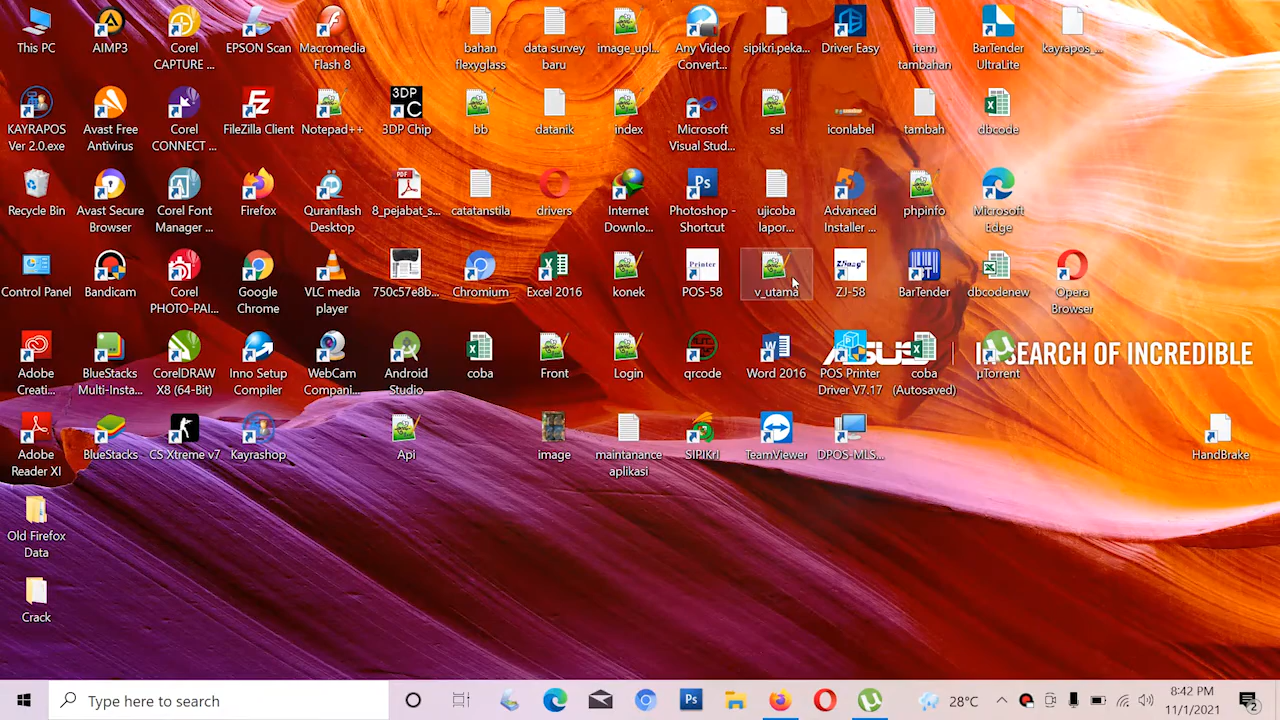 This PC
AIMP3
Corel
CAPTURE ...
EPSON Scan
Macromedia
Flash 8
bahan
flexyglass
data survey
baru
image_upl...
Any Video
Convert...
sipikri.peka...
Driver Easy
item
tambahan
BarTender
UltraLite
kayrapos_...
KAYRAPOS
Ver 2.0.exe
Avast Free
Antivirus
Corel
CONNECT ...
FileZilla Client
Notepad++
3DP
C
3DP Chip
bb
datanik
index
Microsoft
Visual Stud...
ssl
iconlabel
tambah
dbcode
Recycle Bin
Avast Secure
Browser
Corel Font
Manager ...
Firefox
Quranflash
Desktop
PDF
8_pejabat_s...
catatanstila
drivers
Internet
Downlo...
Ps
Photoshop -
Shortcut
ujicoba
lapor...
Advanced
Installer ...
phpinfo
Microsoft
Edge
Control Panel
Bandicam
Corel
PHOTO-PAI...
Google
Chrome
VLC media
player
750c57e8b...
Chromium
Excel 2016
konek
Printer
POS-58
v_utama
ZJ-58
BarTender
dbcodenew
Opera
Browser
Adobe
Creati...
BlueStacks
Multi-Insta...
CorelDRAW
X8 (64-Bit)
Inno Setup
Compiler
WebCam
Compani...
Android
Studio
coba
Front
Login
qrcode
Word 2016
POS Printer
Driver V7.17
coba
(Autosaved)
µTorrent
ASUS
IN SEARCH OF INCREDIBLE
Adobe
Reader XI
BlueStacks
CS Xtreme v7
Kayrashop
Api
image
maintanance
aplikasi
SIPIKrI
TeamViewer
DPOS-MLS...
HandBrake
Old Firefox
Data
Crack
Type here to search
Ps
28°C
8:42 PM
11/1/2021
2